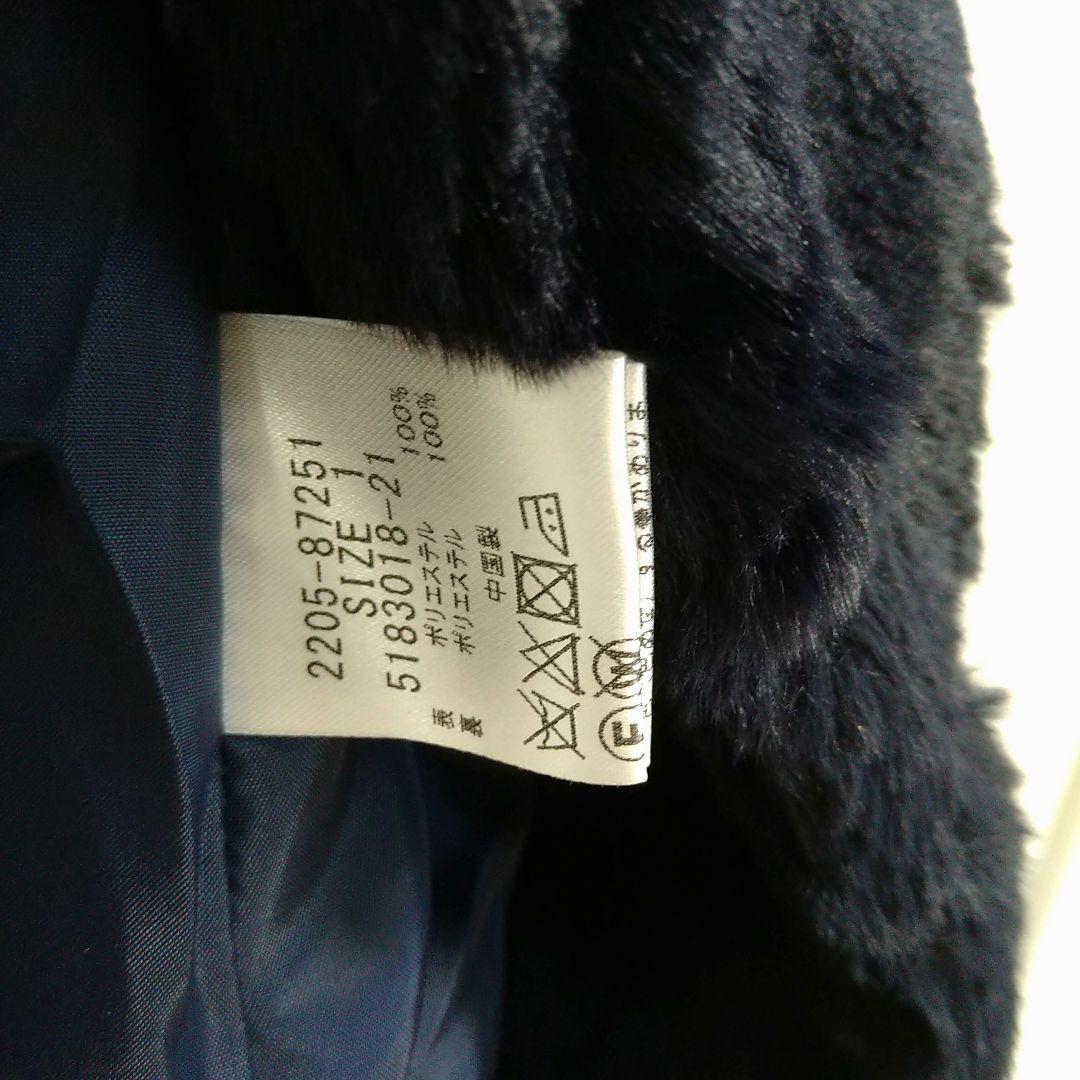 2205-87251
SIZE 1
5183018-21
表 ポリエステル 100%
裏 ポリエステル 100%
中国製
F W